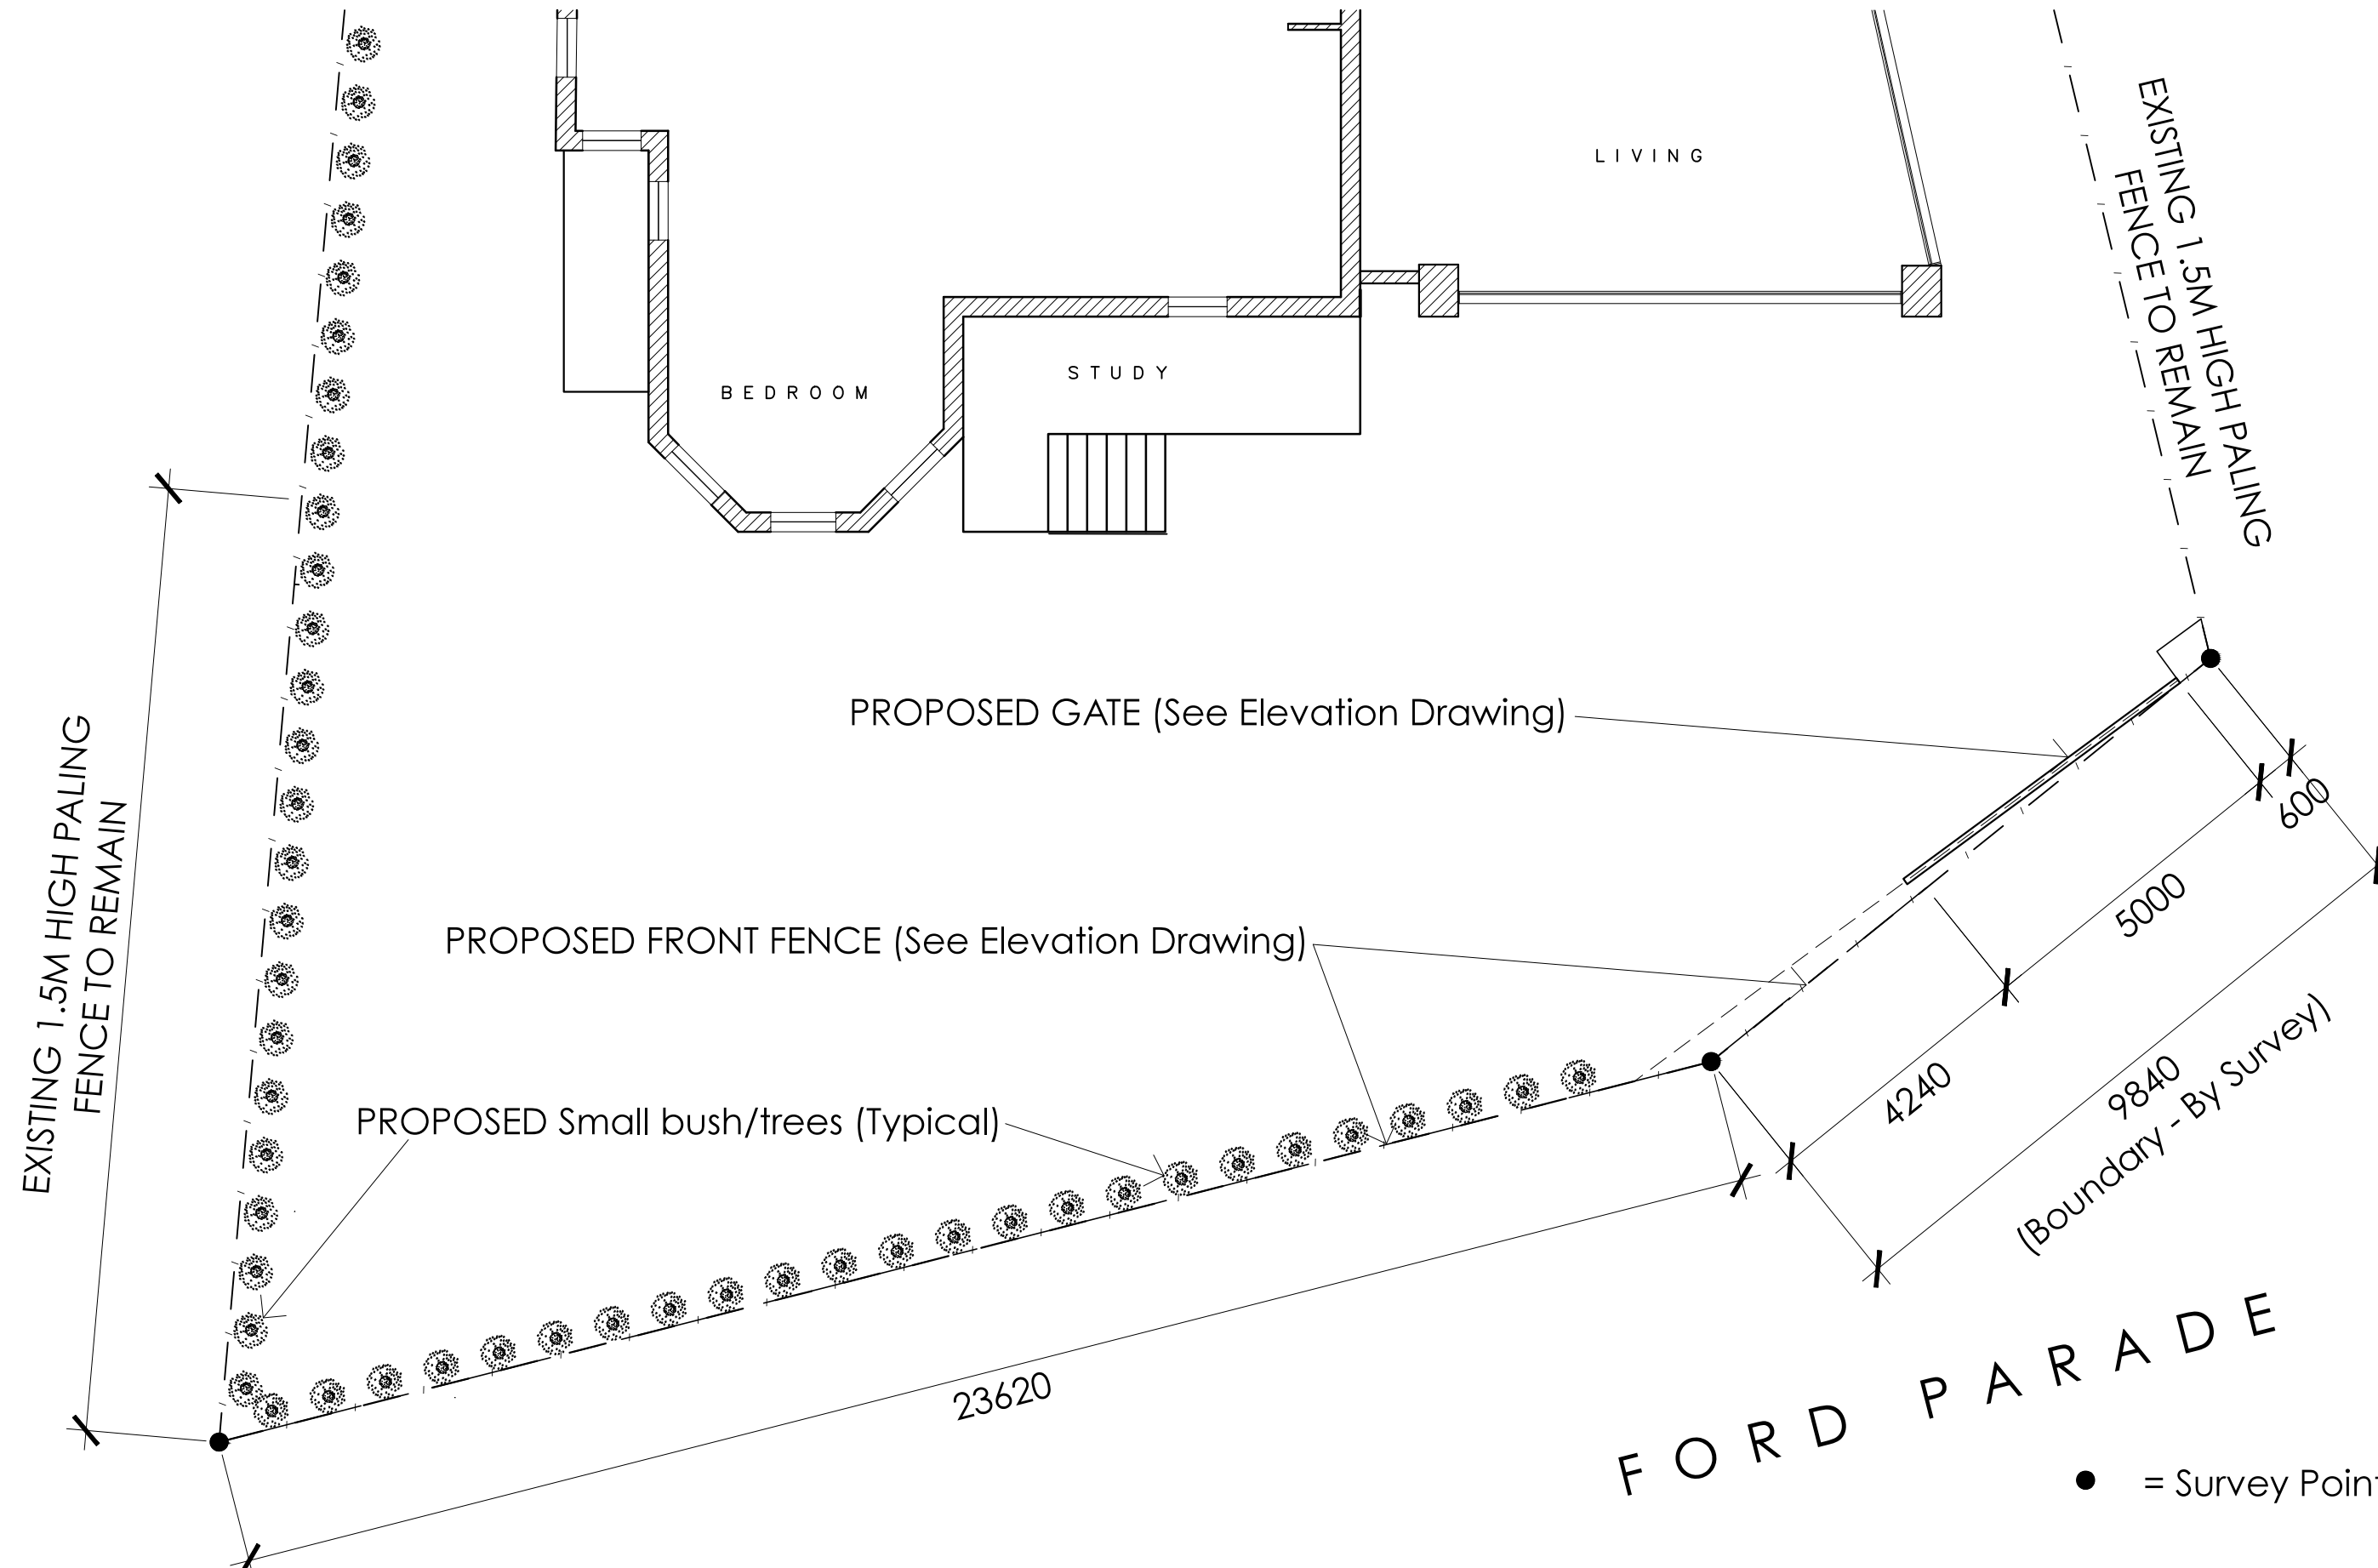 LIVING
EXISTING 1.5M HIGH PALING
FENCE TO REMAIN
BEDROOM
STUDY
PROPOSED GATE (See Elevation Drawing)
600
5000
EXISTING 1.5M HIGH PALING
FENCE TO REMAIN
PROPOSED FRONT FENCE (See Elevation Drawing)
4240
9840
(Boundary - By Survey)
PROPOSED Small bush/trees (Typical)
23620
FORD PARADE
= Survey Point